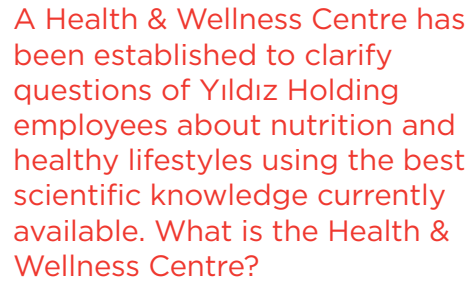 A Health & Wellness Centre has
been established to clarify
questions of Yıldız Holding
employees about nutrition and
healthy lifestyles using the best
scientific knowledge currently
available. What is the Health &
Wellness Centre?